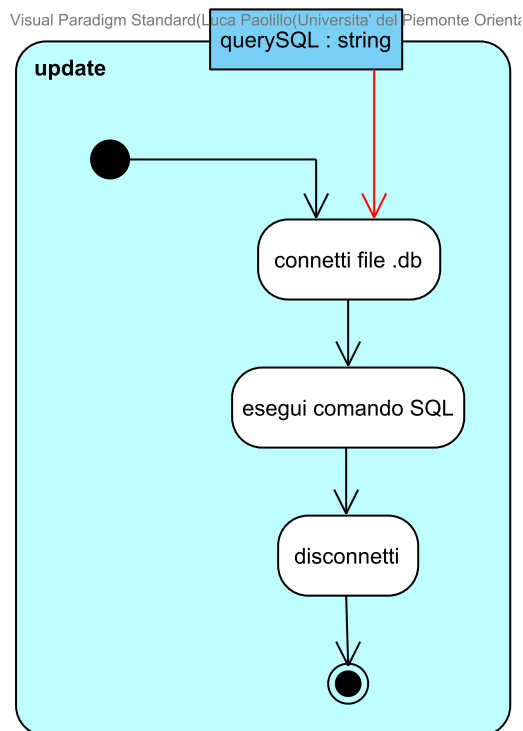 Visual Paradigm Standard(Luca Paolillo(Universita' del Piemonte Orienta
querySQL : string
update
connetti file .db
esegui comando SQL
disconnetti